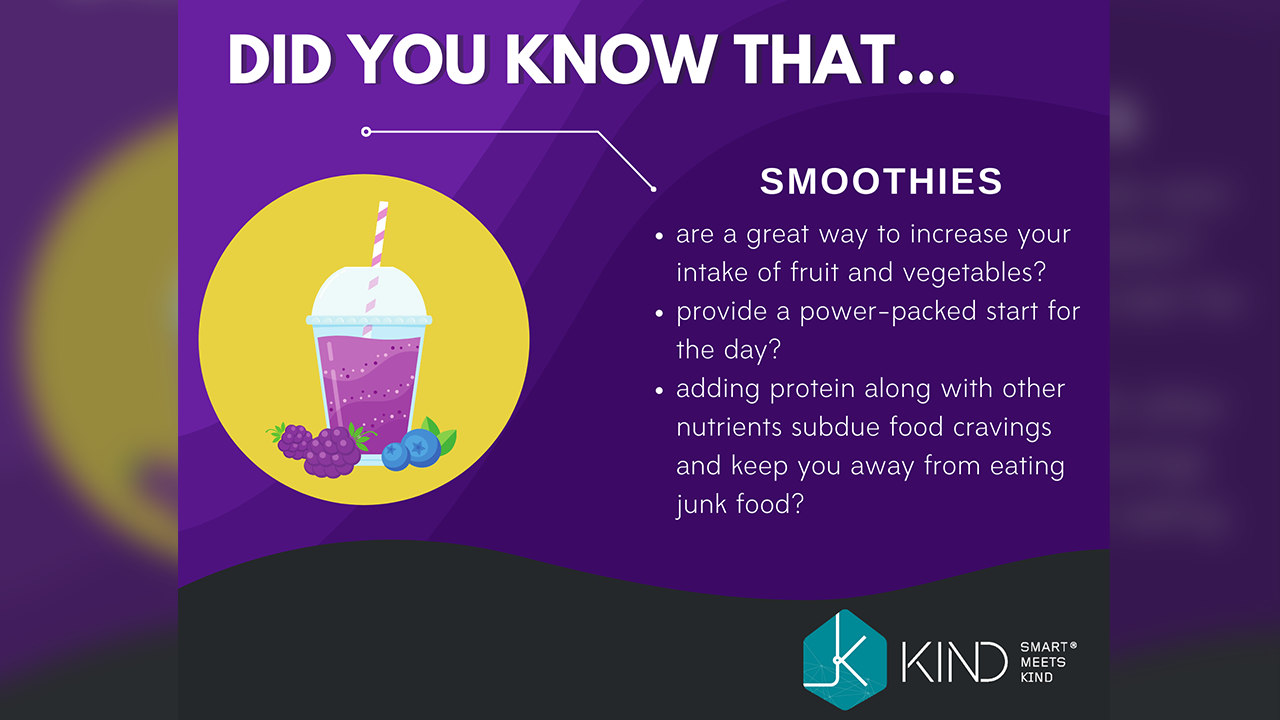 DID YOU KNOW THAT...
SMOOTHIES
• are a great way to increase your
intake of fruit and vegetables?
• provide a power-packed start for
the day?
• adding protein along with other
nutrients subdue food cravings
and keep you away from eating
junk food?
K KIND
SMART®
MEETS
KIND